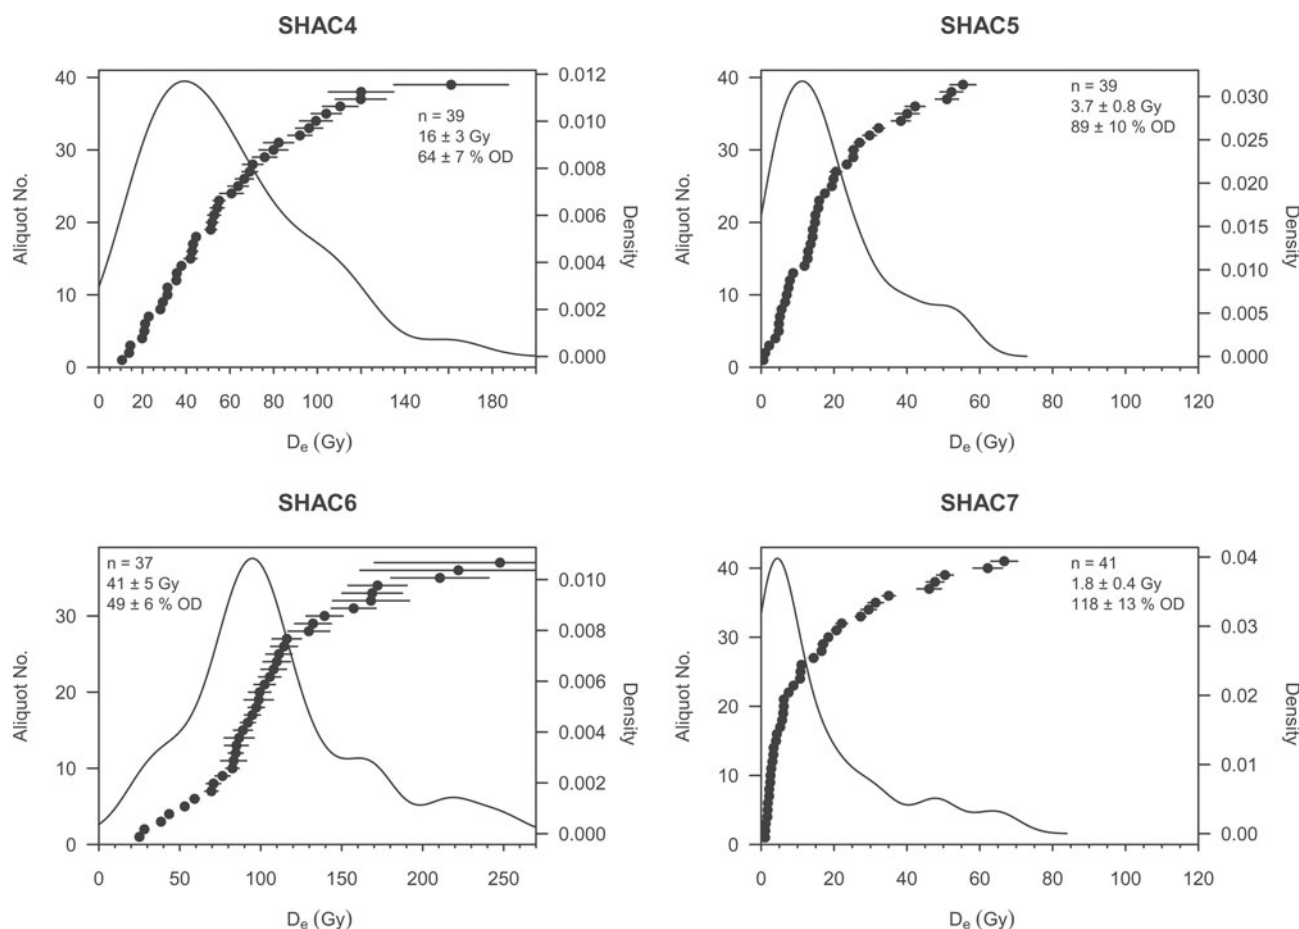 SHAC4
n = 39
16 ± 3 Gy
64 ± 7 % OD
Aliquot No.
40
30
20
10
0
Density
0.012
0.010
0.008
0.006
0.004
0.002
0.000
0 20 40 60 80 100 140 180
De (Gy)
SHAC5
n = 39
3.7 ± 0.8 Gy
89 ± 10 % OD
Aliquot No.
40
30
20
10
0
Density
0.030
0.020
0.010
0.000
0 20 40 60 80 100 120
De (Gy)
SHAC6
n = 37
41 ± 5 Gy
49 ± 6 % OD
Aliquot No.
30
20
10
0
Density
0.010
0.008
0.006
0.004
0.002
0.000
0 50 100 150 200 250
De (Gy)
SHAC7
n = 41
1.8 ± 0.4 Gy
118 ± 13 % OD
Aliquot No.
40
30
20
10
0
Density
0.04
0.03
0.02
0.01
0.00
0 20 40 60 80 100 120
De (Gy)